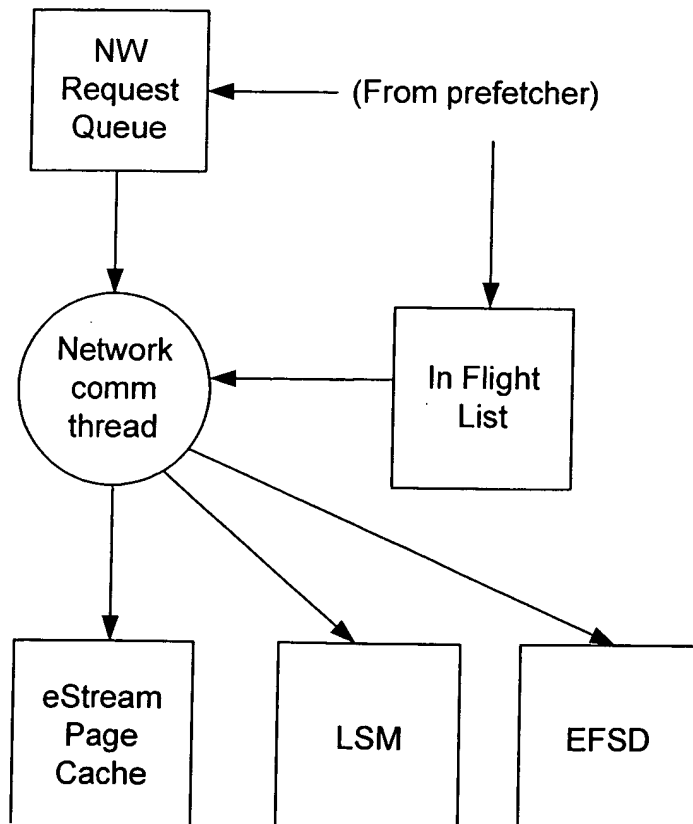 NW
Request
Queue
(From prefetcher)
Network
comm
thread
In Flight
List
eStream
Page
Cache
LSM
EFSD